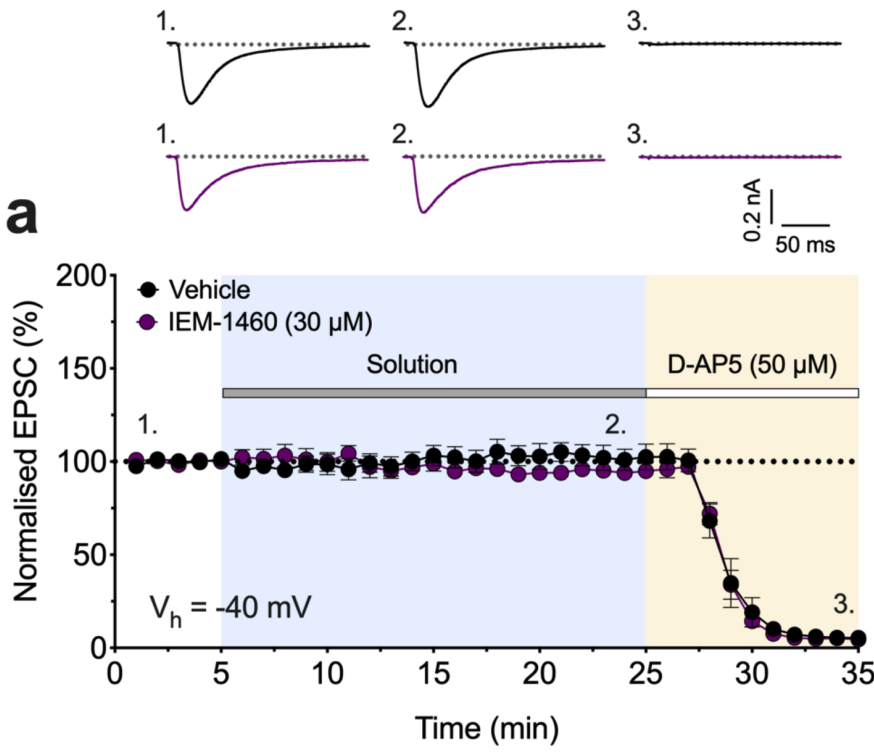 1. 2. 3.
1. 2. 3.
0.2 nA
50 ms
a
Normalised EPSC (%)
200
150
100
50
0
Vehicle
IEM-1460 (30 µM)
Solution
D-AP5 (50 µM)
1. 2.
3.
Vh = -40 mV
0 5 10 15 20 25 30 35
Time (min)